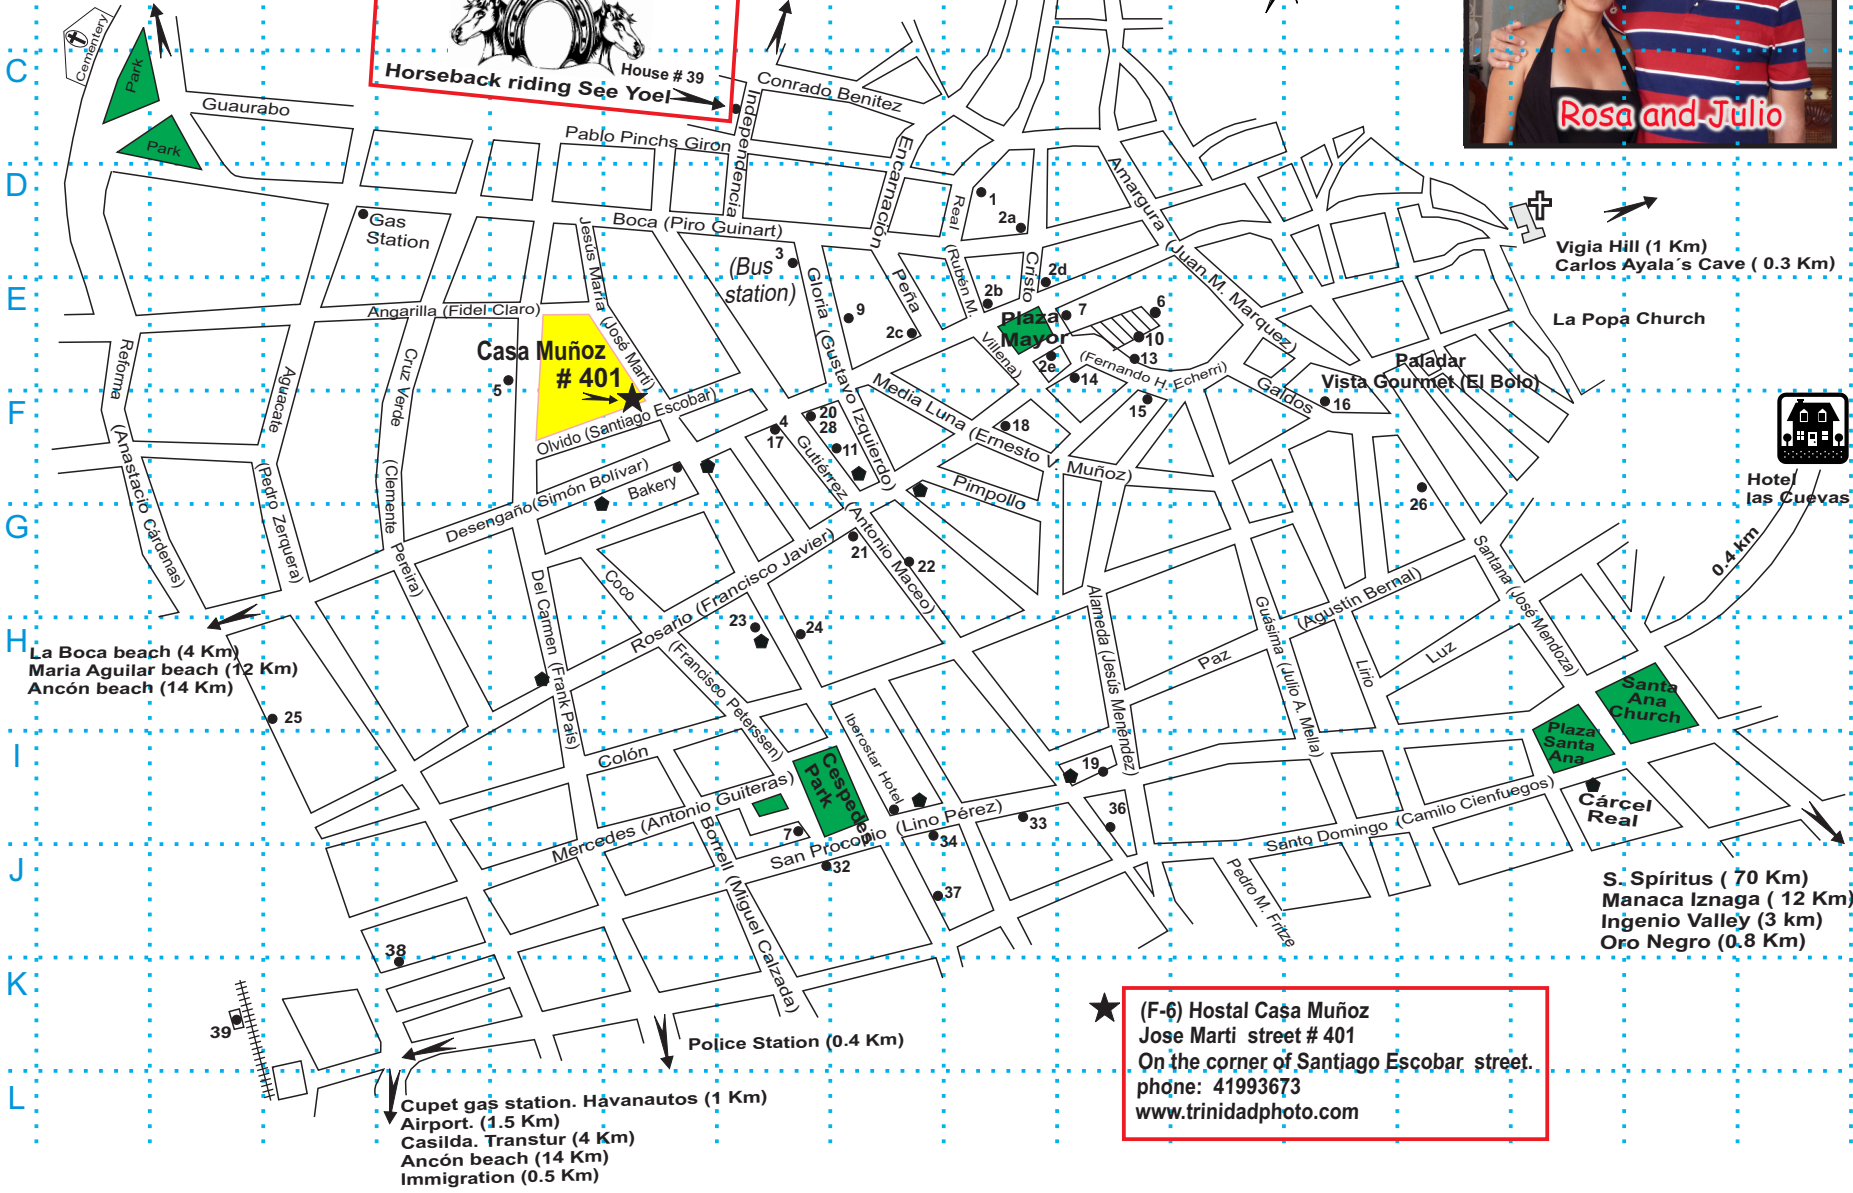 C
D
E
F
G
H
I
J
K
L
Cementery
Park
Park
Guaurabo
House # 39
Horseback riding See Yoel
Conrado Benitez
Pablo Pinchs Giron
Independencia
Encarnación
Rosa and Julio
Gas
Station
Jesús María (José Martí)
Boca (Piro Guinart)
3
(Bus
station)
Gloria (Gustavo Izquierdo)
Peña
Real (Rubén M. Villena)
1
2a
Cristo
2d
2b
2c
9
Amargura (Juan M. Marquez)
Vigia Hill (1 Km)
Carlos Ayala´s Cave ( 0.3 Km)
La Popa Church
Angarilla (Fidel Claro)
Casa Muñoz
# 401
5
Plaza
Mayor
7
6
10
13
2e
14
(Fernando H. Echerri)
15
Galdos
Paladar
Vista Gourmet (El Bolo)
16
Reforma (Anastacio Cárdenas)
Aguacate (Pedro Zerquera)
Cruz Verde (Clemente Pereira)
Olvido (Santiago Escobar)
4
17
20
28
11
Gutiérrez (Antonio Maceo)
Media Luna (Ernesto V. Muñoz)
18
Pimpollo
26
Hotel
las Cuevas
0.4 km
Desengaño(Simón Bolívar)
Bakery
21
22
Del Carmen (Frank País)
Coco (Francisco Peterssen)
Rosario (Francisco Javier)
23
24
Alameda (Jesús Menéndez)
Guásima (Julio A. Mella)
(Agustín Bernal)
Santana (José Mendoza)
Paz
Lirio
Luz
La Boca beach (4 Km)
Maria Aguilar beach (12 Km)
Ancón beach (14 Km)
25
Santa
Ana
Church
Plaza
Santa
Ana
Colón
Iberostar Hotel
Cespedes
Park
19
Mercedes (Antonio Guiteras)
7
Borrell (Miguel Calzada)
San Procopio (Lino Pérez)
32
34
33
36
37
Santo Domingo (Camilo Cienfuegos)
Cárcel
Real
Pedro M. Fritze
S. Spíritus ( 70 Km)
Manaca Iznaga ( 12 Km)
Ingenio Valley (3 km)
Oro Negro (0.8 Km)
38
39
Police Station (0.4 Km)
(F-6) Hostal Casa Muñoz
Jose Marti street # 401
On the corner of Santiago Escobar street.
phone: 41993673
www.trinidadphoto.com
Cupet gas station. Havanautos (1 Km)
Airport. (1.5 Km)
Casilda. Transtur (4 Km)
Ancón beach (14 Km)
Immigration (0.5 Km)